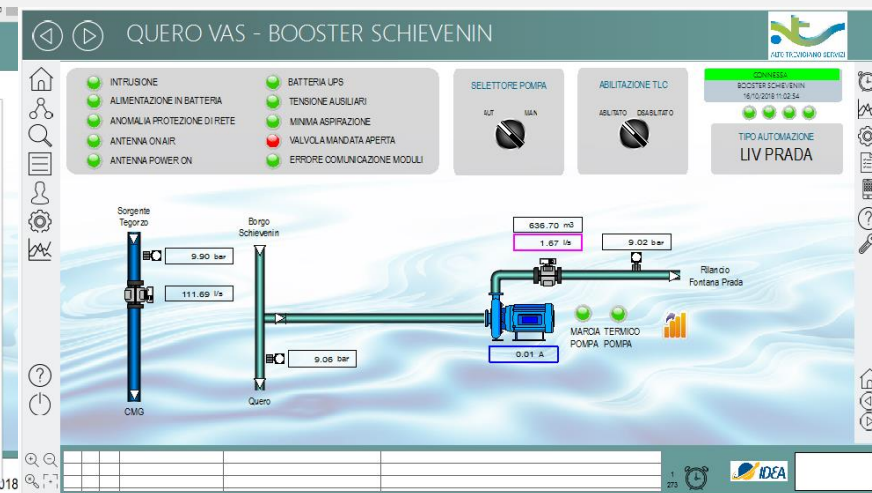 QUERO VAS - BOOSTER SCHIEVENIN
ALTO TREVIGIANO SERVIZI
INTRUSIONE
ALIMENTAZIONE IN BATTERIA
ANOMALIA PROTEZIONE DI RETE
ANTENNA ON AIR
ANTENNA POWER ON
BATTERIA UPS
TENSIONE AUSILIARI
MINIMA ASPIRAZIONE
VALVOLA MANDATA APERTA
ERRORE COMUNICAZIONE MODULI
SELETTORE POMPA
AUT MAN
ABILITAZIONE TLC
ABILITATO DISABILITATO
CONNESSA
BOOSTER SCHIEVENIN
16/10/2018 11:02:34
TIPO AUTOMAZIONE
LIV PRADA
Sorgente
Tegorzo
9.90 bar
111.69 l/s
CMG
Borgo
Schievenin
9.06 bar
Quero
636.70 m3
1.67 l/s
9.02 bar
Rilancio
Fontana Prada
0.01 A
MARCIA TERMICO
POMPA POMPA
1
273
IDEA
018